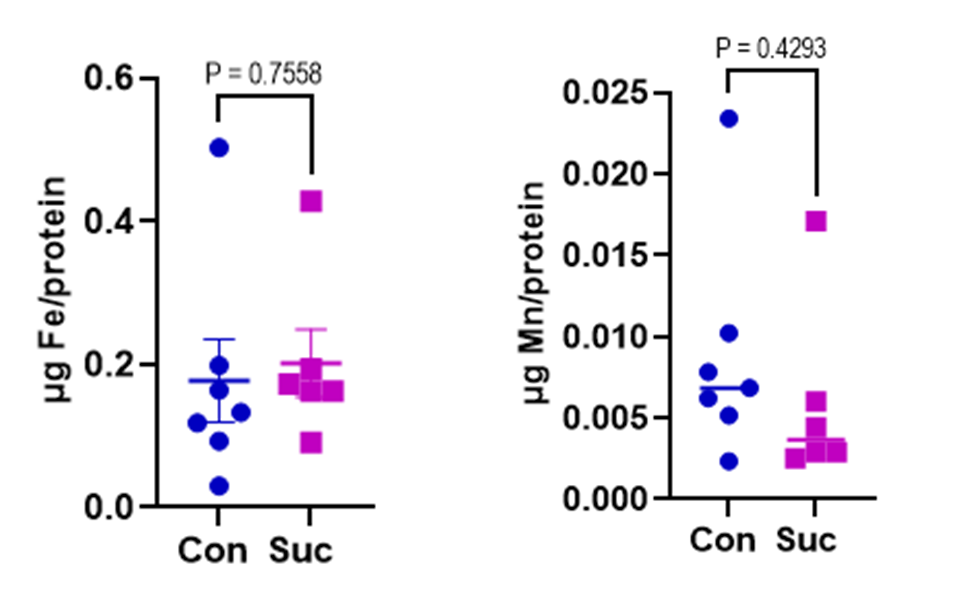 P = 0.7558
0.6
0.4
0.2
0.0
µg Fe/protein
Con Suc
P = 0.4293
0.025
0.020
0.015
0.010
0.005
0.000
µg Mn/protein
Con Suc